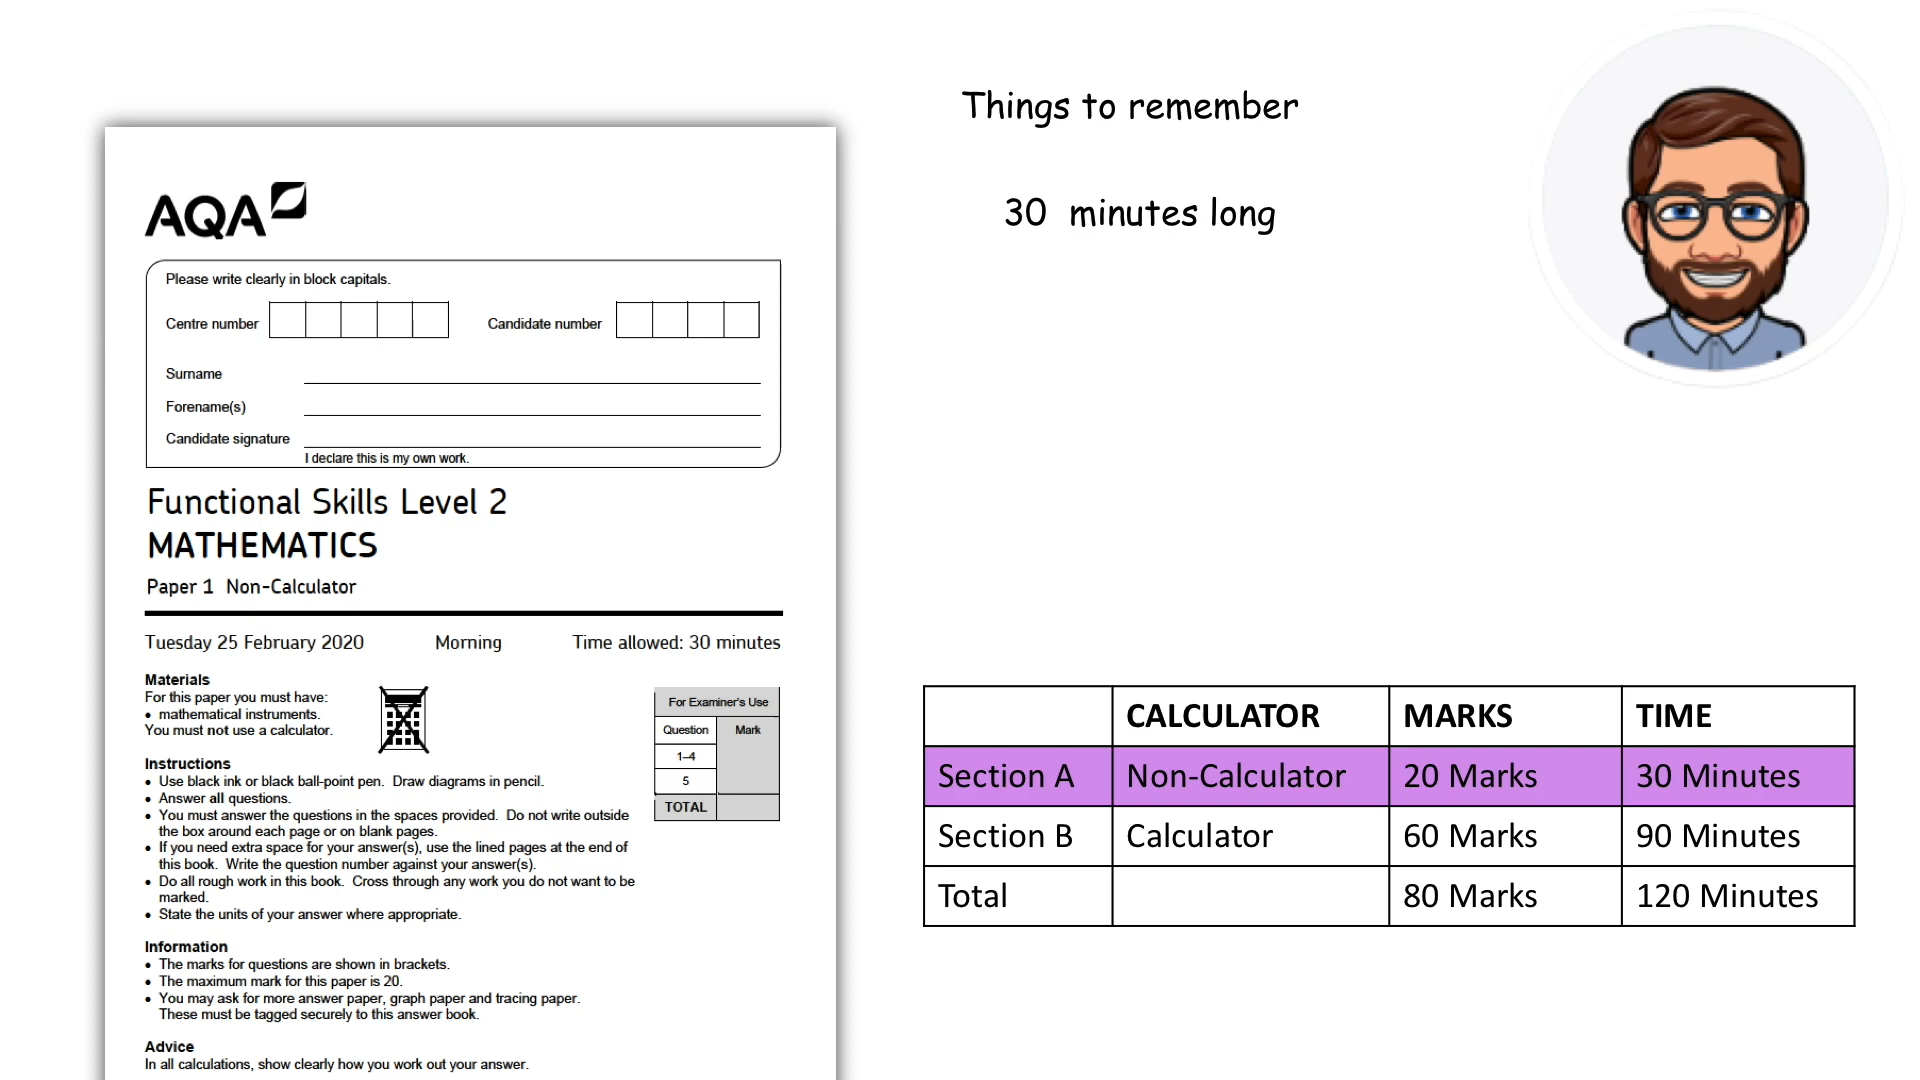 Things to remember
30 minutes long
AQA
Please write clearly in block capitals.
Centre number
Candidate number
Surname
Forename(s)
Candidate signature
I declare this is my own work.
Functional Skills Level 2
MATHEMATICS
Paper 1 Non-Calculator
Tuesday 25 February 2020 Morning Time allowed: 30 minutes
Materials
For this paper you must have:
• mathematical instruments.
You must not use a calculator.
For Examiner's Use
Question Mark
1–4
5
TOTAL
Instructions
• Use black ink or black ball-point pen. Draw diagrams in pencil.
• Answer all questions.
• You must answer the questions in the spaces provided. Do not write outside
the box around each page or on blank pages.
• If you need extra space for your answer(s), use the lined pages at the end of
this book. Write the question number against your answer(s).
• Do all rough work in this book. Cross through any work you do not want to be
marked.
• State the units of your answer where appropriate.
Information
• The marks for questions are shown in brackets.
• The maximum mark for this paper is 20.
• You may ask for more answer paper, graph paper and tracing paper.
These must be tagged securely to this answer book.
Advice
In all calculations, show clearly how you work out your answer.
CALCULATOR MARKS TIME
Section A Non-Calculator 20 Marks 30 Minutes
Section B Calculator 60 Marks 90 Minutes
Total 80 Marks 120 Minutes